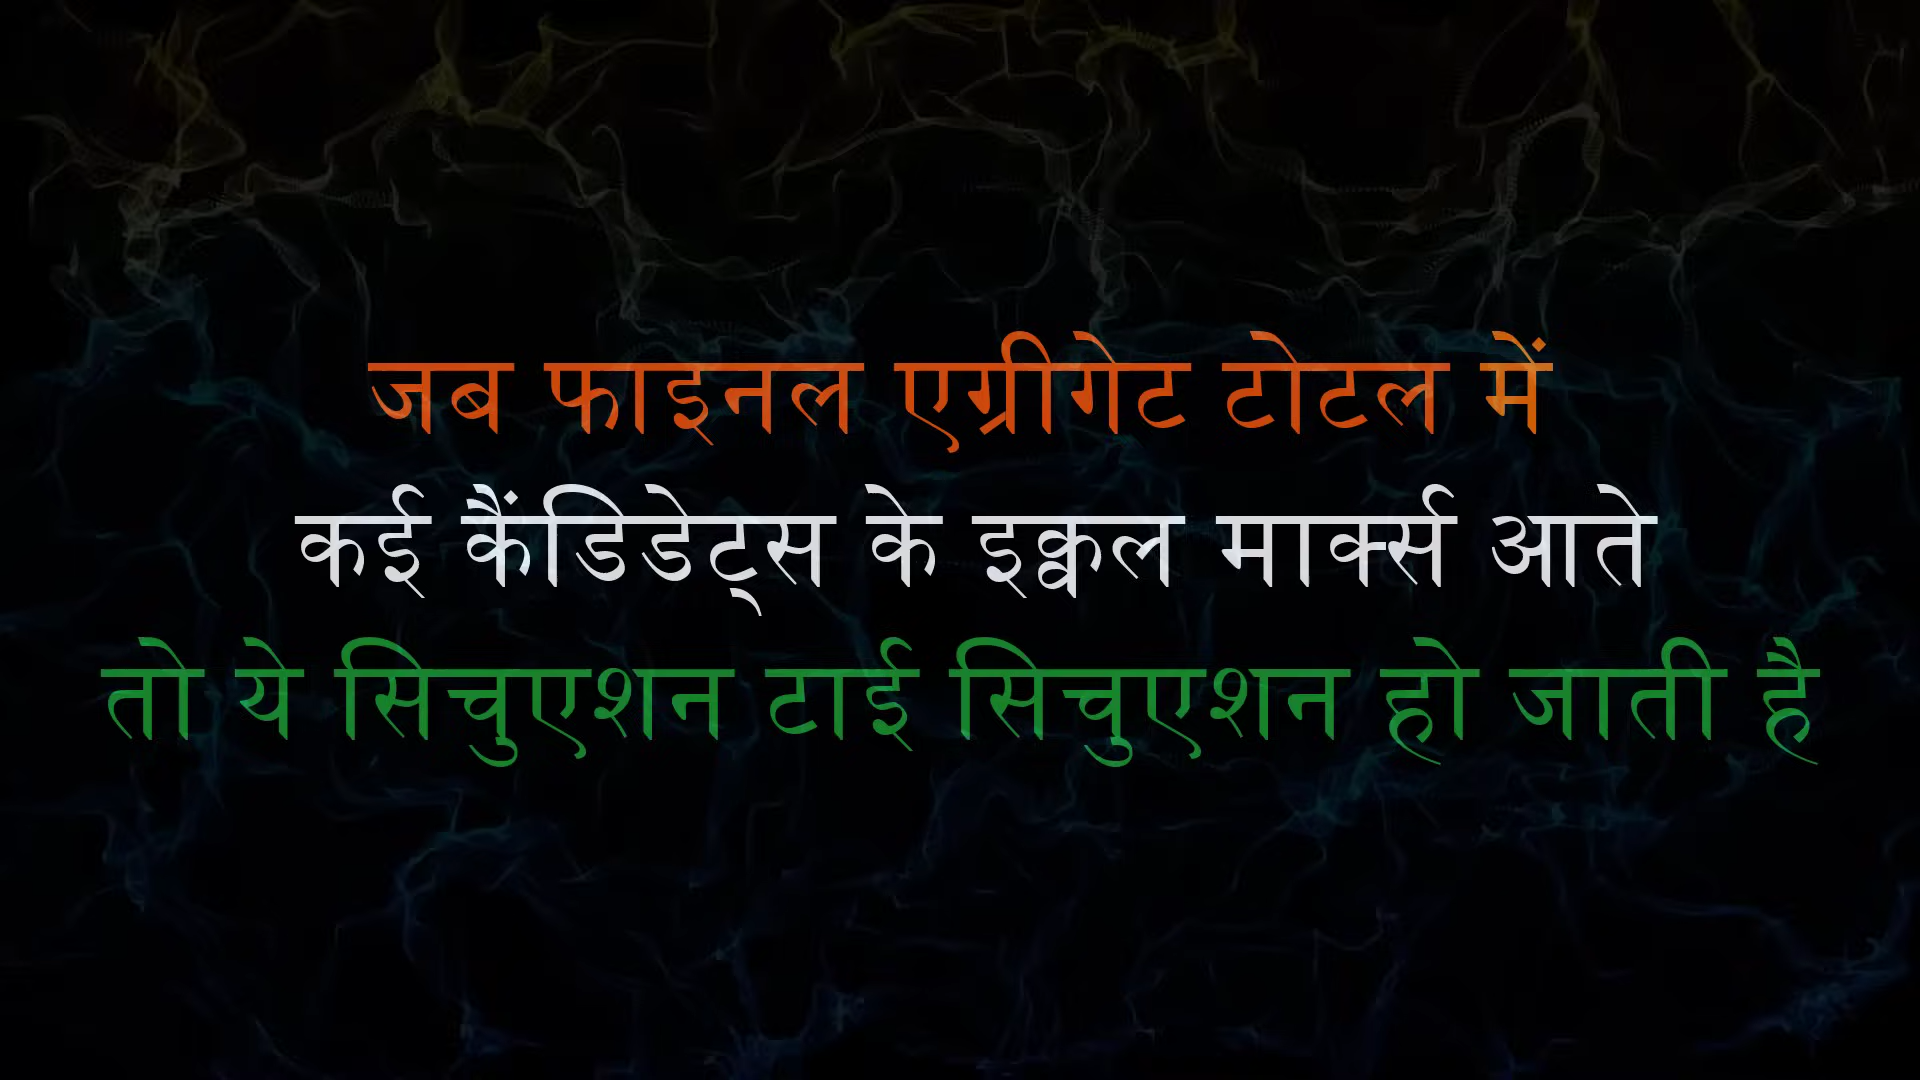 जब फाइनल एग्रीगेट टोटल में
कई कैंडिडेट्स के इक्वल मार्क्स आते
तो ये सिचुएशन टाई सिचुएशन हो जाती है